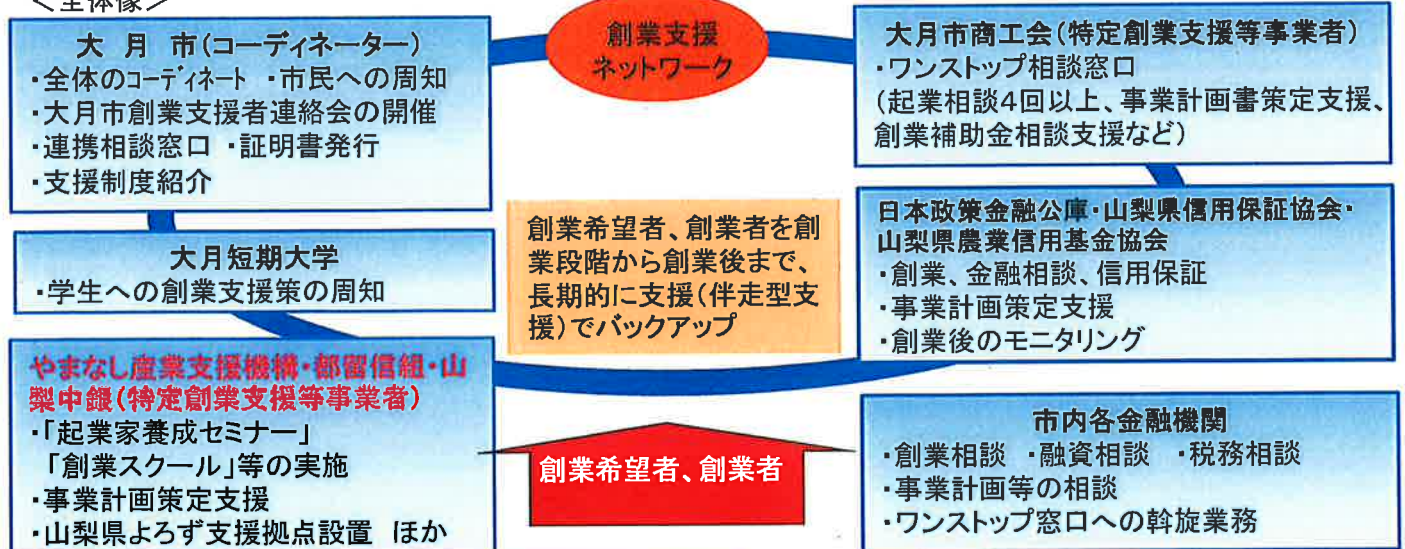 ＜全体像＞
大 月 市（コーディネーター）
・全体のコーディネート ・市民への周知
・大月市創業支援者連絡会の開催
・連携相談窓口 ・証明書発行
・支援制度紹介
創業支援
ネットワーク
大月市商工会（特定創業支援等事業者）
・ワンストップ相談窓口
（起業相談4回以上、事業計画書策定支援、
創業補助金相談支援など）
大月短期大学
・学生への創業支援策の周知
創業希望者、創業者を創
業段階から創業後まで、
長期的に支援（伴走型支
援）でバックアップ
日本政策金融公庫・山梨県信用保証協会・
山梨県農業信用基金協会
・創業、金融相談、信用保証
・事業計画策定支援
・創業後のモニタリング
やまなし産業支援機構・都留信組・山
梨中銀（特定創業支援等事業者）
・「起業家養成セミナー」
「創業スクール」等の実施
・事業計画策定支援
・山梨県よろず支援拠点設置 ほか
創業希望者、創業者
市内各金融機関
・創業相談 ・融資相談 ・税務相談
・事業計画等の相談
・ワンストップ窓口への斡旋業務